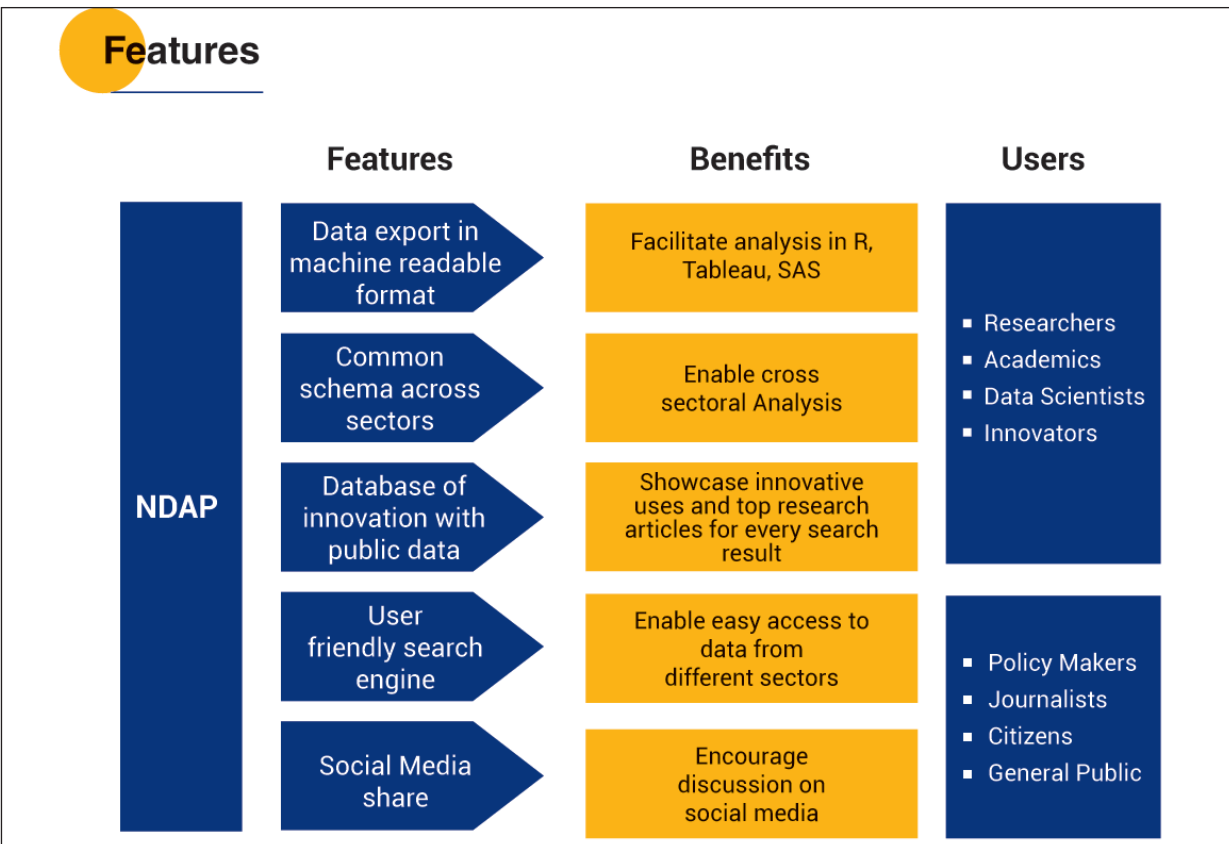 Features
Features
Benefits
Users
NDAP
Data export in
machine readable
format
Facilitate analysis in R,
Tableau, SAS
Common
schema across
sectors
Enable cross
sectoral Analysis
Database of
innovation with
public data
Showcase innovative
uses and top research
articles for every search
result
User
friendly search
engine
Enable easy access to
data from
different sectors
Social Media
share
Encourage
discussion on
social media
▪ Researchers
▪ Academics
▪ Data Scientists
▪ Innovators
▪ Policy Makers
▪ Journalists
▪ Citizens
▪ General Public